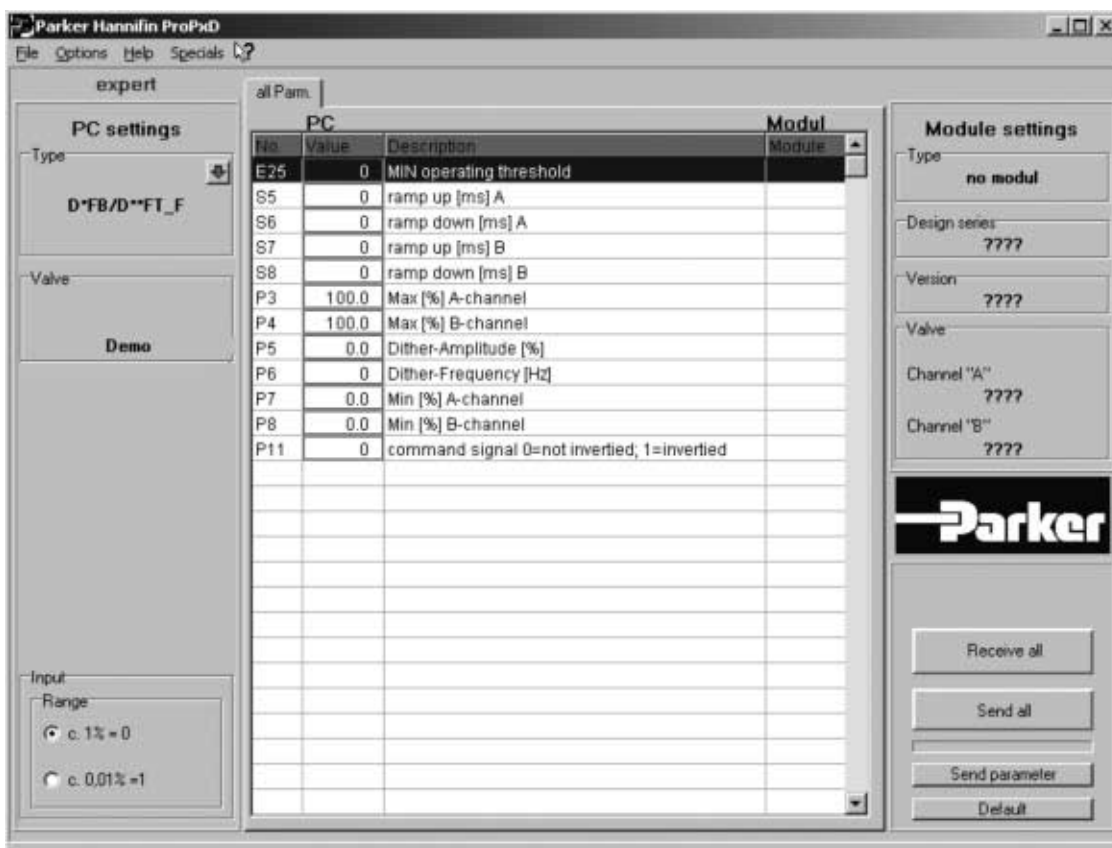 Parker Hannifin ProPxD
File Options Help Specials ?
expert
PC settings
Type
D*FB/D**FT_F
Valve
Demo
Input
Range
c. 1% = 0
c. 0,01% =1
all Parm.
PC Modul
No. Value Description Module
E25 0 MIN operating threshold
S5 0 ramp up [ms] A
S6 0 ramp down [ms] A
S7 0 ramp up [ms] B
S8 0 ramp down [ms] B
P3 100.0 Max [%] A-channel
P4 100.0 Max [%] B-channel
P5 0.0 Dither-Amplitude [%]
P6 0 Dither-Frequency [Hz]
P7 0.0 Min [%] A-channel
P8 0.0 Min [%] B-channel
P11 0 command signal 0=not invertied; 1=invertied
Module settings
Type
no modul
Design series
????
Version
????
Valve
Channel "A"
????
Channel "B"
????
Parker
Receive all
Send all
Send parameter
Default